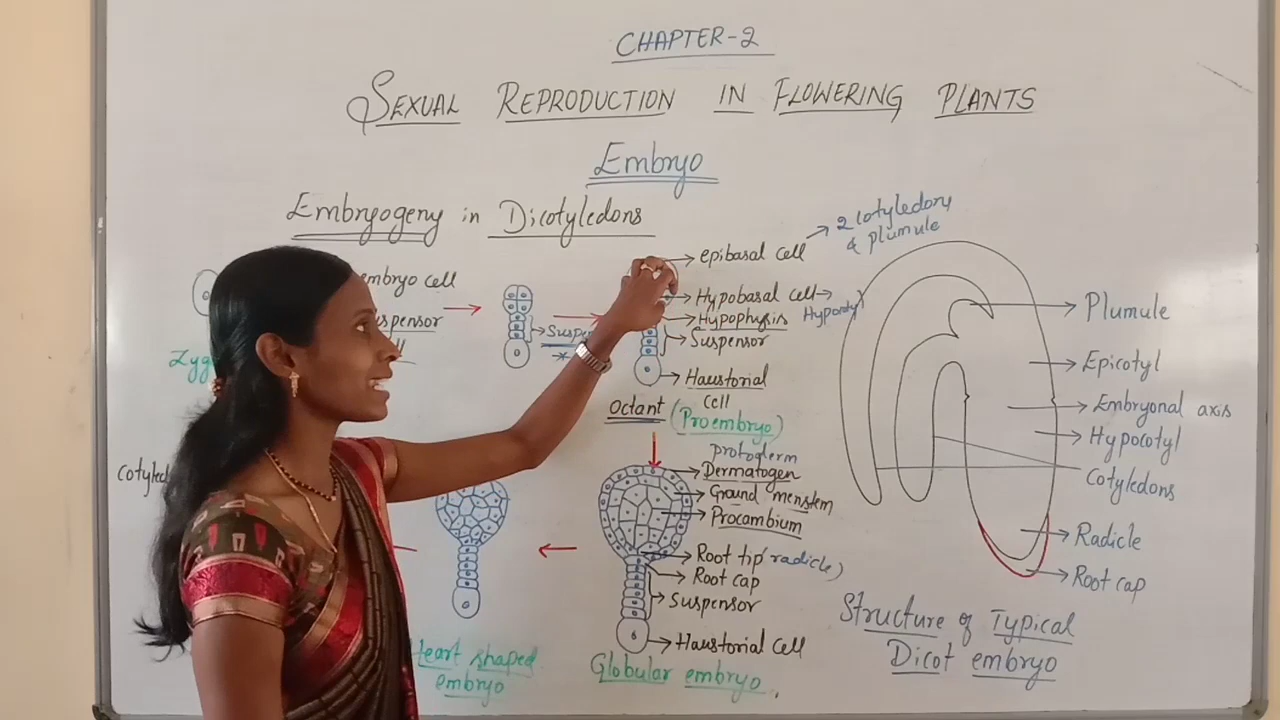 CHAPTER-2
SEXUAL REPRODUCTION IN FLOWERING PLANTS
Embryo
Embryogeny in Dicotyledons
2 cotyledons
& plumule
epibasal cell
embryo cell
Hypobasal cell
Hypocotyl
Hypophysis
Suspensor
Haustorial
cell
Octant (Proembryo)
protoderm
Dermatogen
Ground meristem
Procambium
Root tip radicle)
Root cap
Suspensor
Haustorial Cell
Globular embryo
Heart shaped
embryo
Plumule
Epicotyl
Embryonal axis
Hypocotyl
Cotyledons
Radicle
Root cap
Structure of Typical
Dicot embryo